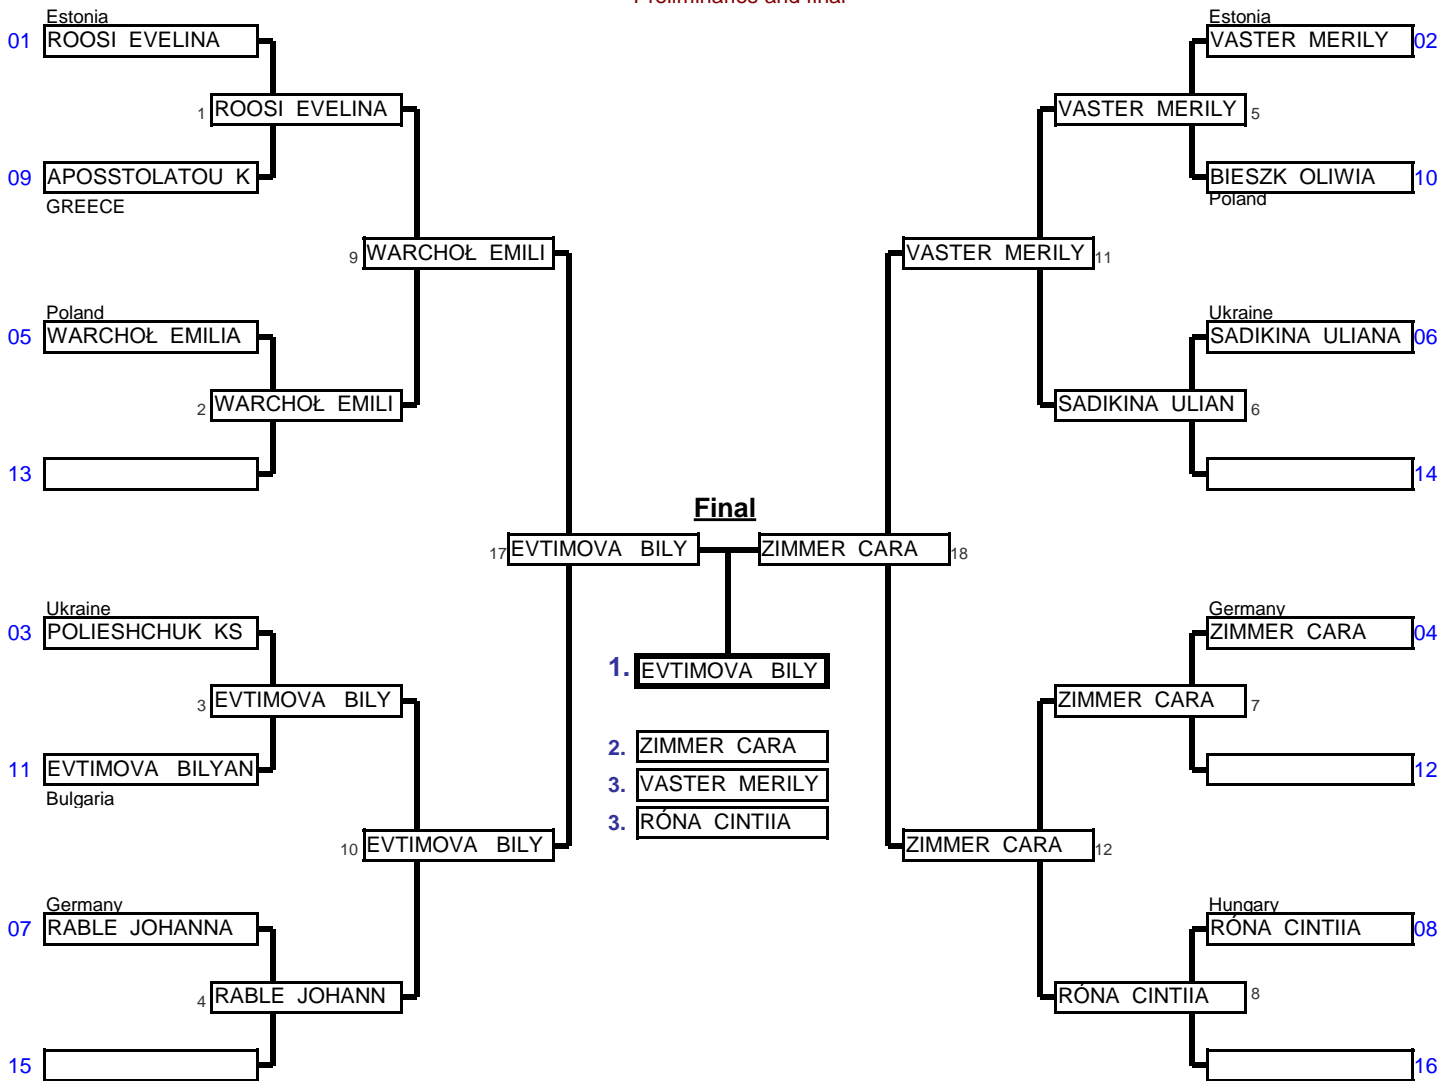 Preliminaries and final
Estonia Estonia
01 ROOSI EVELINA VASTER MERILY 02
1 ROOSI EVELINA VASTER MERILY 5
09 APOSSTOLATOU K BIESZK OLIWIA 10
GREECE Poland
9 WARCHOŁ EMILI VASTER MERILY 11
Poland Ukraine
05 WARCHOŁ EMILIA SADIKINA ULIANA 06
2 WARCHOŁ EMILI SADIKINA ULIAN 6
13 14
Final
17 EVTIMOVA BILY ZIMMER CARA 18
Ukraine Germany
03 POLIESHCHUK KS ZIMMER CARA 04
1. EVTIMOVA BILY
3 EVTIMOVA BILY ZIMMER CARA 7
2. ZIMMER CARA
11 EVTIMOVA BILYAN 12
3. VASTER MERILY
Bulgaria
3. RÓNA CINTIIA
10 EVTIMOVA BILY ZIMMER CARA 12
Germany Hungary
07 RABLE JOHANNA RÓNA CINTIIA 08
4 RABLE JOHANN RÓNA CINTIIA 8
15 16